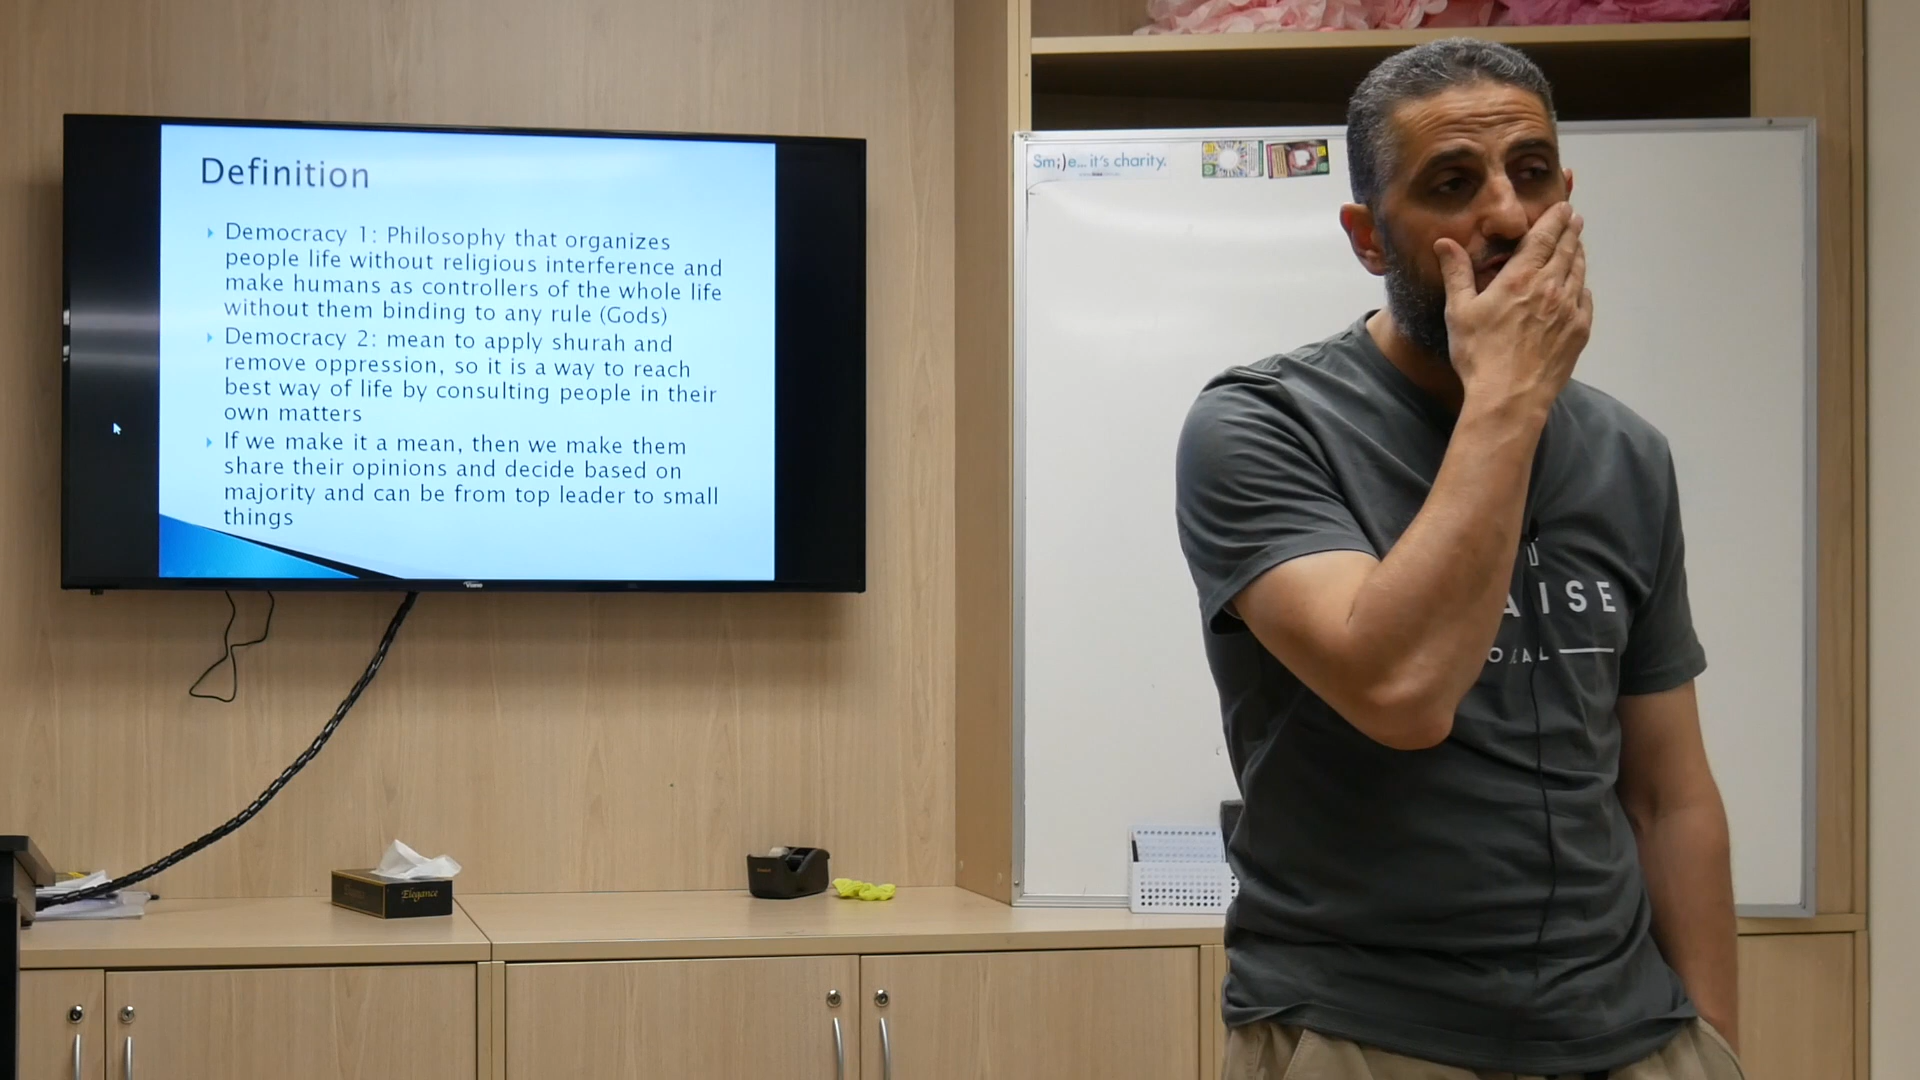 Definition
Democracy 1: Philosophy that organizes
people life without religious interference and
make humans as controllers of the whole life
without them binding to any rule (Gods)
Democracy 2: mean to apply shurah and
remove oppression, so it is a way to reach
best way of life by consulting people in their
own matters
If we make it a mean, then we make them
share their opinions and decide based on
majority and can be from top leader to small
things
Sm;)e... it's charity.
AISE
Elegance